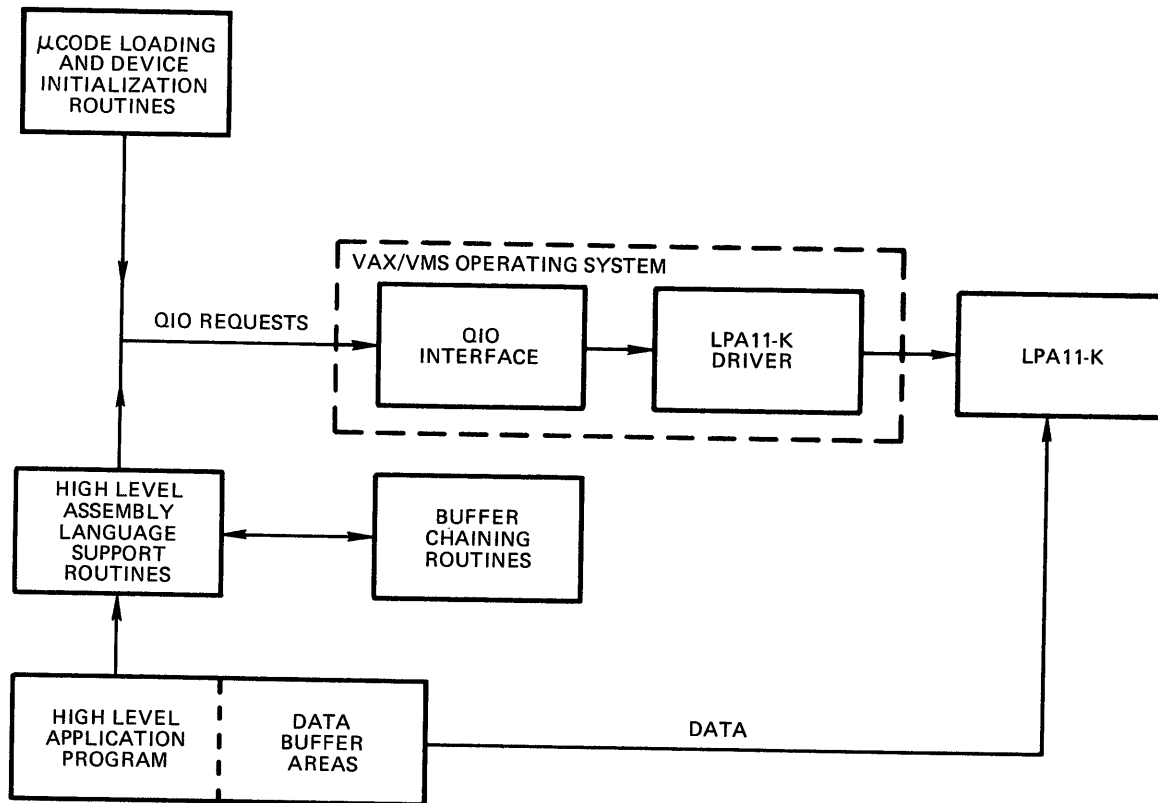 μCODE LOADING
AND DEVICE
INITIALIZATION
ROUTINES
VAX/VMS OPERATING SYSTEM
QIO REQUESTS
QIO
INTERFACE
LPA11-K
DRIVER
LPA11-K
HIGH LEVEL
ASSEMBLY
LANGUAGE
SUPPORT
ROUTINES
BUFFER
CHAINING
ROUTINES
HIGH LEVEL
APPLICATION
PROGRAM
DATA
BUFFER
AREAS
DATA